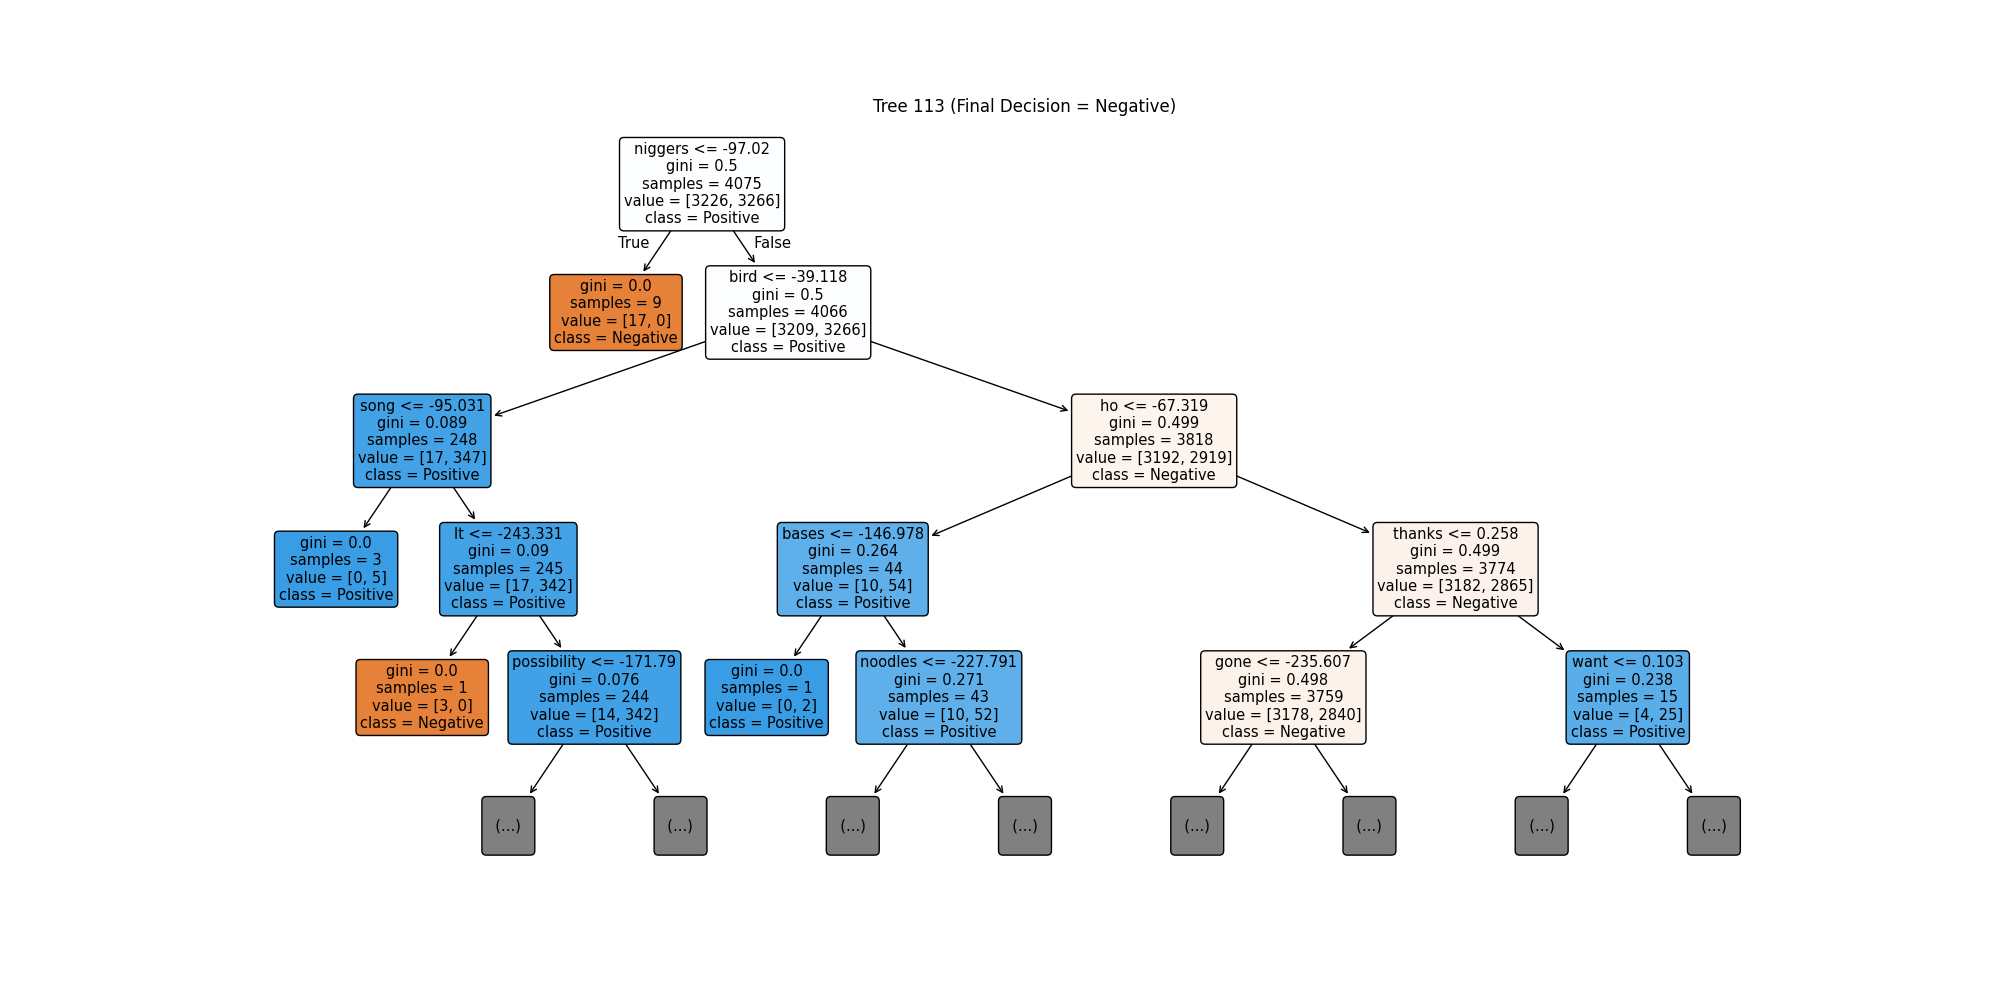 Tree 113 (Final Decision = Negative)
niggers <= -97.02
gini = 0.5
samples = 4075
value = [3226, 3266]
class = Positive
True
False
gini = 0.0
samples = 9
value = [17, 0]
class = Negative
bird <= -39.118
gini = 0.5
samples = 4066
value = [3209, 3266]
class = Positive
song <= -95.031
gini = 0.089
samples = 248
value = [17, 347]
class = Positive
ho <= -67.319
gini = 0.499
samples = 3818
value = [3192, 2919]
class = Negative
gini = 0.0
samples = 3
value = [0, 5]
class = Positive
lt <= -243.331
gini = 0.09
samples = 245
value = [17, 342]
class = Positive
bases <= -146.978
gini = 0.264
samples = 44
value = [10, 54]
class = Positive
thanks <= 0.258
gini = 0.499
samples = 3774
value = [3182, 2865]
class = Negative
gini = 0.0
samples = 1
value = [3, 0]
class = Negative
possibility <= -171.79
gini = 0.076
samples = 244
value = [14, 342]
class = Positive
gini = 0.0
samples = 1
value = [0, 2]
class = Positive
noodles <= -227.791
gini = 0.271
samples = 43
value = [10, 52]
class = Positive
gone <= -235.607
gini = 0.498
samples = 3759
value = [3178, 2840]
class = Negative
want <= 0.103
gini = 0.238
samples = 15
value = [4, 25]
class = Positive
(...)
(...)
(...)
(...)
(...)
(...)
(...)
(...)